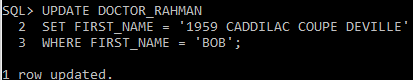 SQL> UPDATE DOCTOR_RAHMAN
2 SET FIRST_NAME = '1959 CADDILAC COUPE DEVILLE'
3 WHERE FIRST_NAME = 'BOB';
1 row updated.